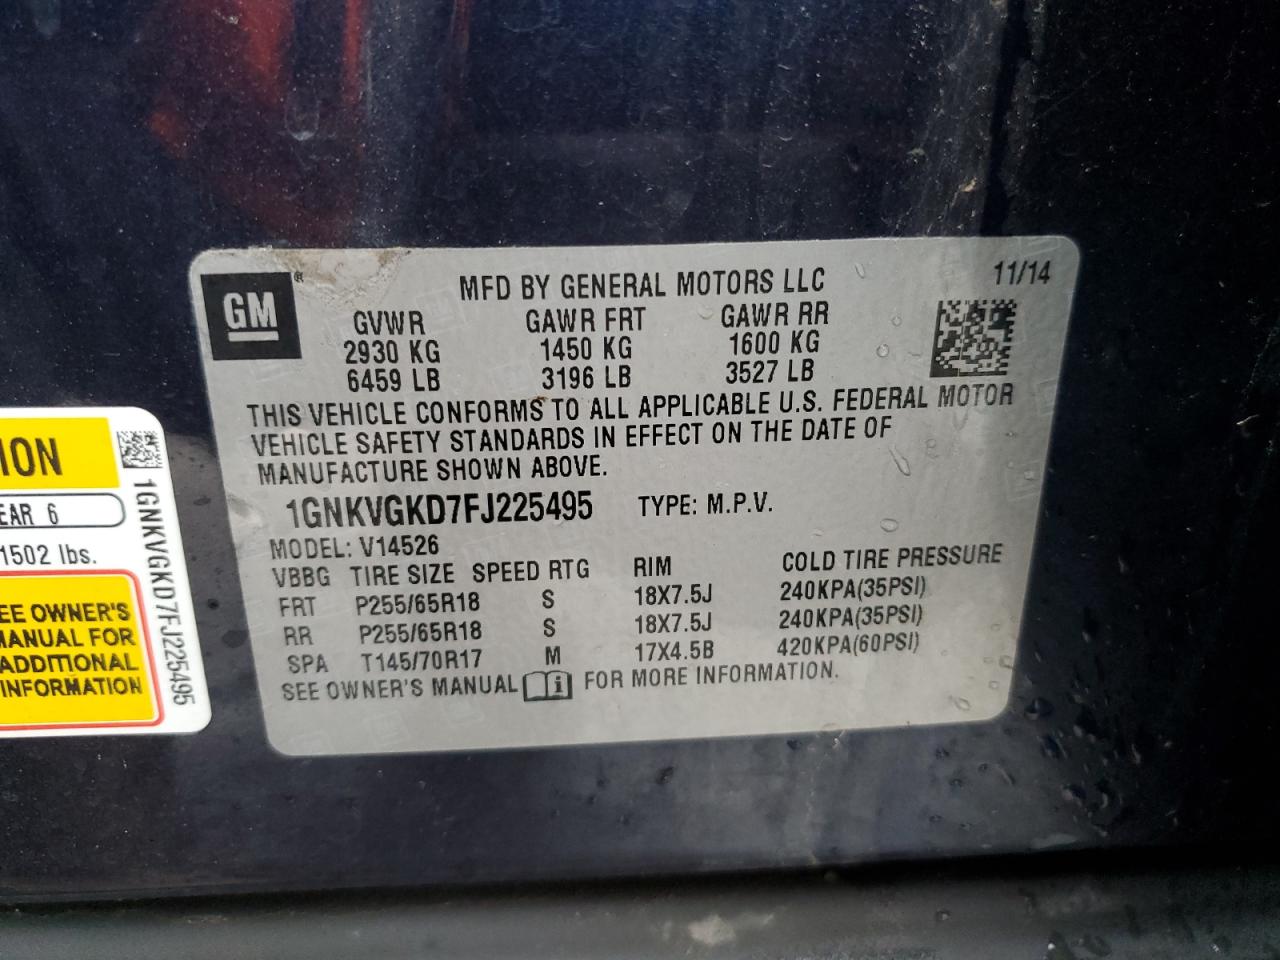 GM ®
MFD BY GENERAL MOTORS LLC
11/14
GVWR GAWR FRT GAWR RR
2930 KG 1450 KG 1600 KG
6459 LB 3196 LB 3527 LB
THIS VEHICLE CONFORMS TO ALL APPLICABLE U.S. FEDERAL MOTOR
VEHICLE SAFETY STANDARDS IN EFFECT ON THE DATE OF
MANUFACTURE SHOWN ABOVE.
1GNKVGKD7FJ225495 TYPE: M.P.V.
MODEL: V14526
VBBG TIRE SIZE SPEED RTG RIM COLD TIRE PRESSURE
FRT P255/65R18 S 18X7.5J 240KPA(35PSI)
RR P255/65R18 S 18X7.5J 240KPA(35PSI)
SPA T145/70R17 M 17X4.5B 420KPA(60PSI)
SEE OWNER'S MANUAL i FOR MORE INFORMATION.
ION
EAR 6
1502 lbs.
EE OWNER'S
MANUAL FOR
ADDITIONAL
INFORMATION
1GNKVGKD7FJ225495